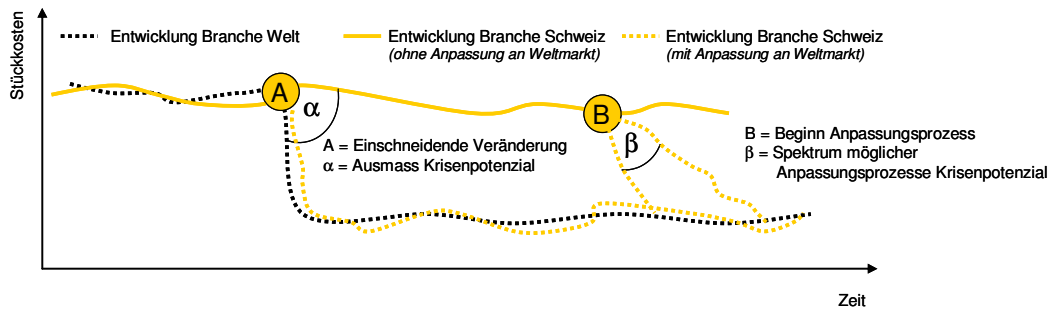 Stückkosten
Entwicklung Branche Welt
Entwicklung Branche Schweiz
(ohne Anpassung an Weltmarkt)
Entwicklung Branche Schweiz
(mit Anpassung an Weltmarkt)
A
α
A = Einschneidende Veränderung
α = Ausmass Krisenpotenzial
B
β
B = Beginn Anpassungsprozess
β = Spektrum möglicher
Anpassungsprozesse Krisenpotenzial
Zeit